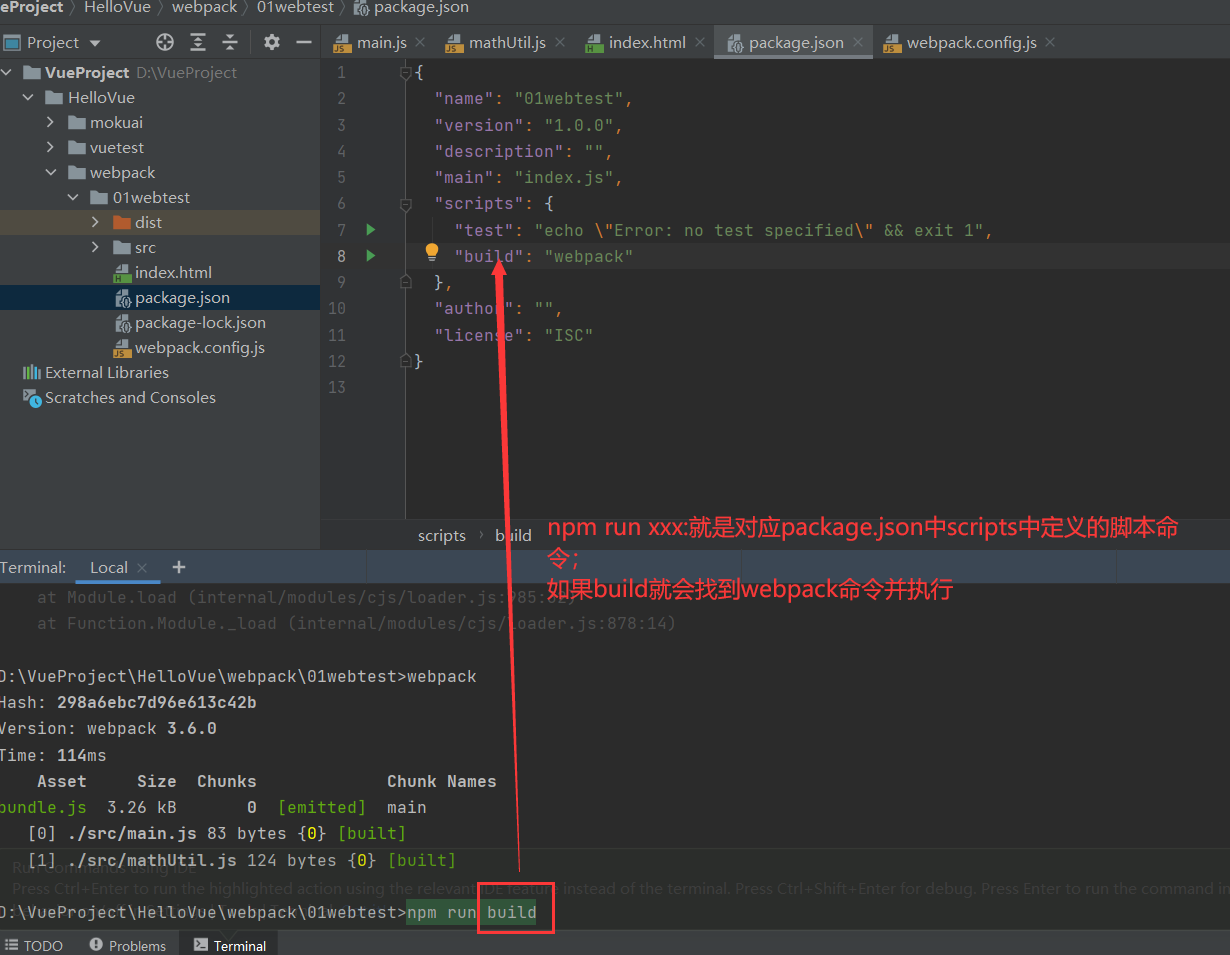 eProject › HelloVue › webpack › 01webtest › package.json
Project
main.js
mathUtil.js
index.html
package.json
webpack.config.js
VueProject D:\VueProject
HelloVue
mokuai
vuetest
webpack
01webtest
dist
src
index.html
package.json
package-lock.json
webpack.config.js
External Libraries
Scratches and Consoles
1 {
2 "name": "01webtest",
3 "version": "1.0.0",
4 "description": "",
5 "main": "index.js",
6 "scripts": {
7 "test": "echo \"Error: no test specified\" && exit 1",
8 "build": "webpack"
9 },
10 "author": "",
11 "license": "ISC"
12 }
13
scripts › build
npm run xxx:就是对应package.json中scripts中定义的脚本命
令；
如果build就会找到webpack命令并执行
Terminal: Local +
at Module.load (internal/modules/cjs/loader.js:985:32)
at Function.Module._load (internal/modules/cjs/loader.js:878:14)
D:\VueProject\HelloVue\webpack\01webtest>webpack
Hash: 298a6ebc7d96e613c42b
Version: webpack 3.6.0
Time: 114ms
Asset Size Chunks Chunk Names
bundle.js 3.26 kB 0 [emitted] main
[0] ./src/main.js 83 bytes {0} [built]
[1] ./src/mathUtil.js 124 bytes {0} [built]
Run Commands using IDE
Press Ctrl+Enter to run the highlighted action using the relevant IDE feature instead of the terminal. Press Ctrl+Shift+Enter for debug. Press Enter to run the command in
D:\VueProject\HelloVue\webpack\01webtest>npm run build
TODO Problems Terminal